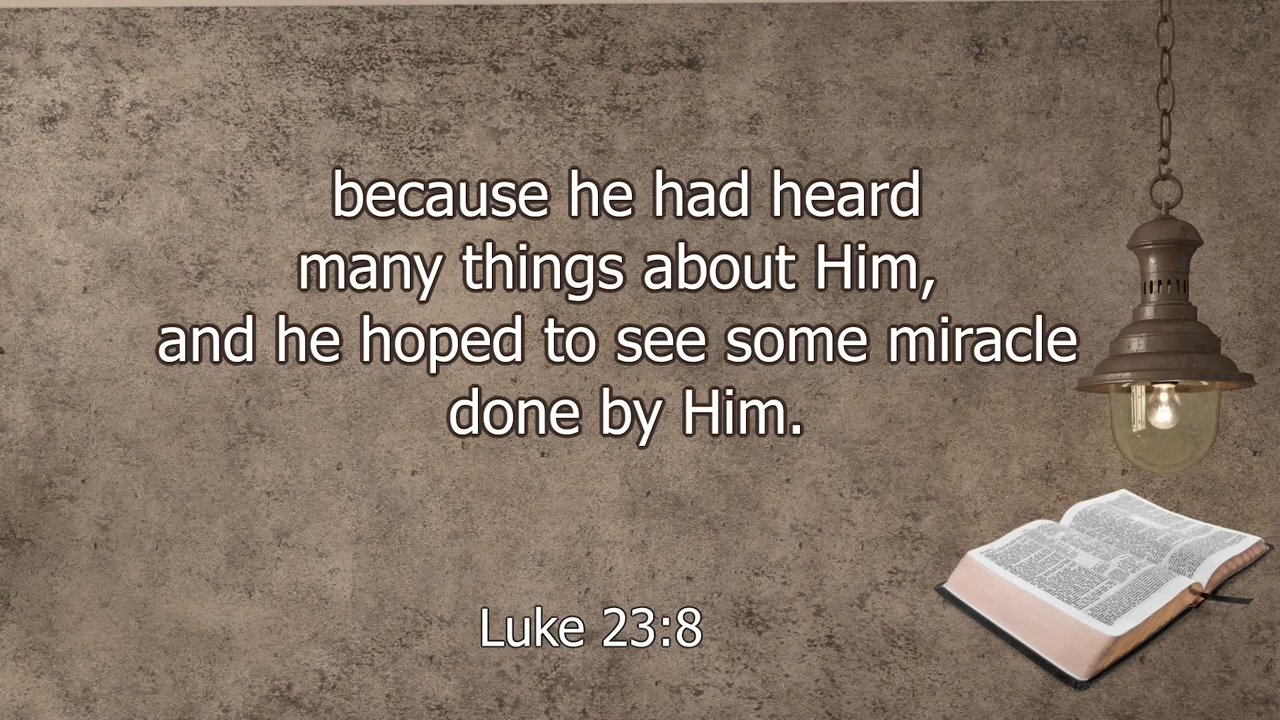 because he had heard
many things about Him,
and he hoped to see some miracle
done by Him.
Luke 23:8